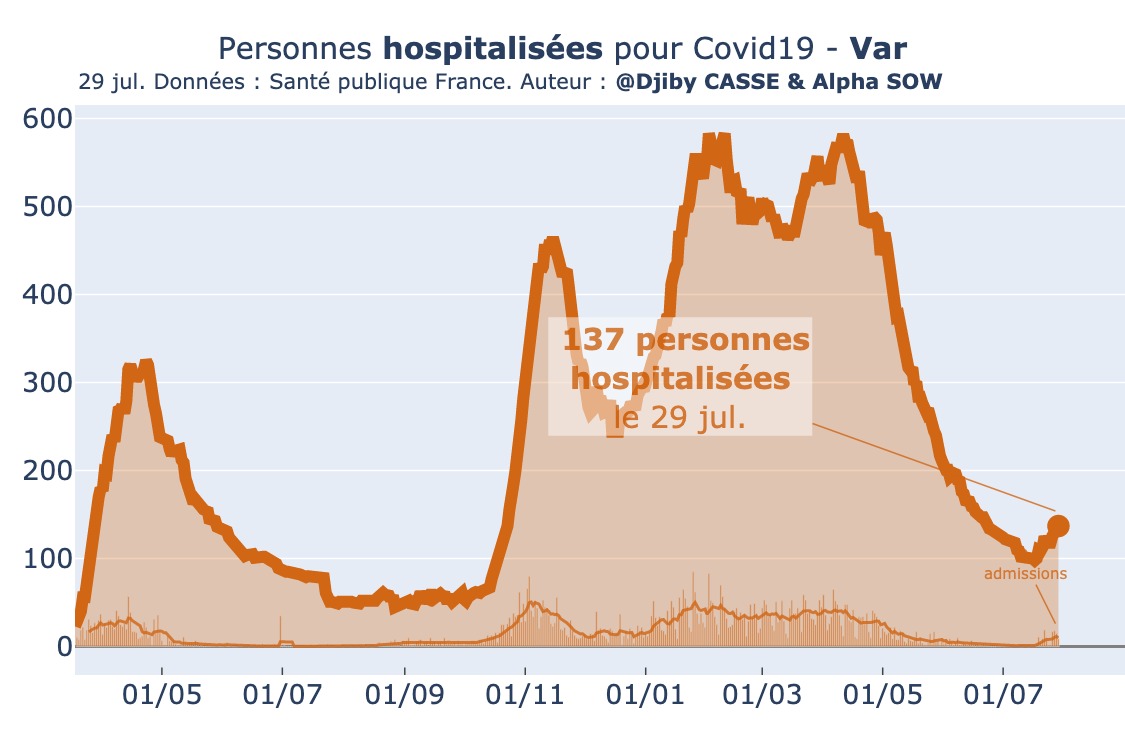 Personnes hospitalisées pour Covid19 - Var
29 jul. Données : Santé publique France. Auteur : @Djiby CASSE & Alpha SOW
600
500
400
300
200
100
0
137 personnes
hospitalisées
le 29 jul.
admissions
01/05
01/07
01/09
01/11
01/01
01/03
01/05
01/07